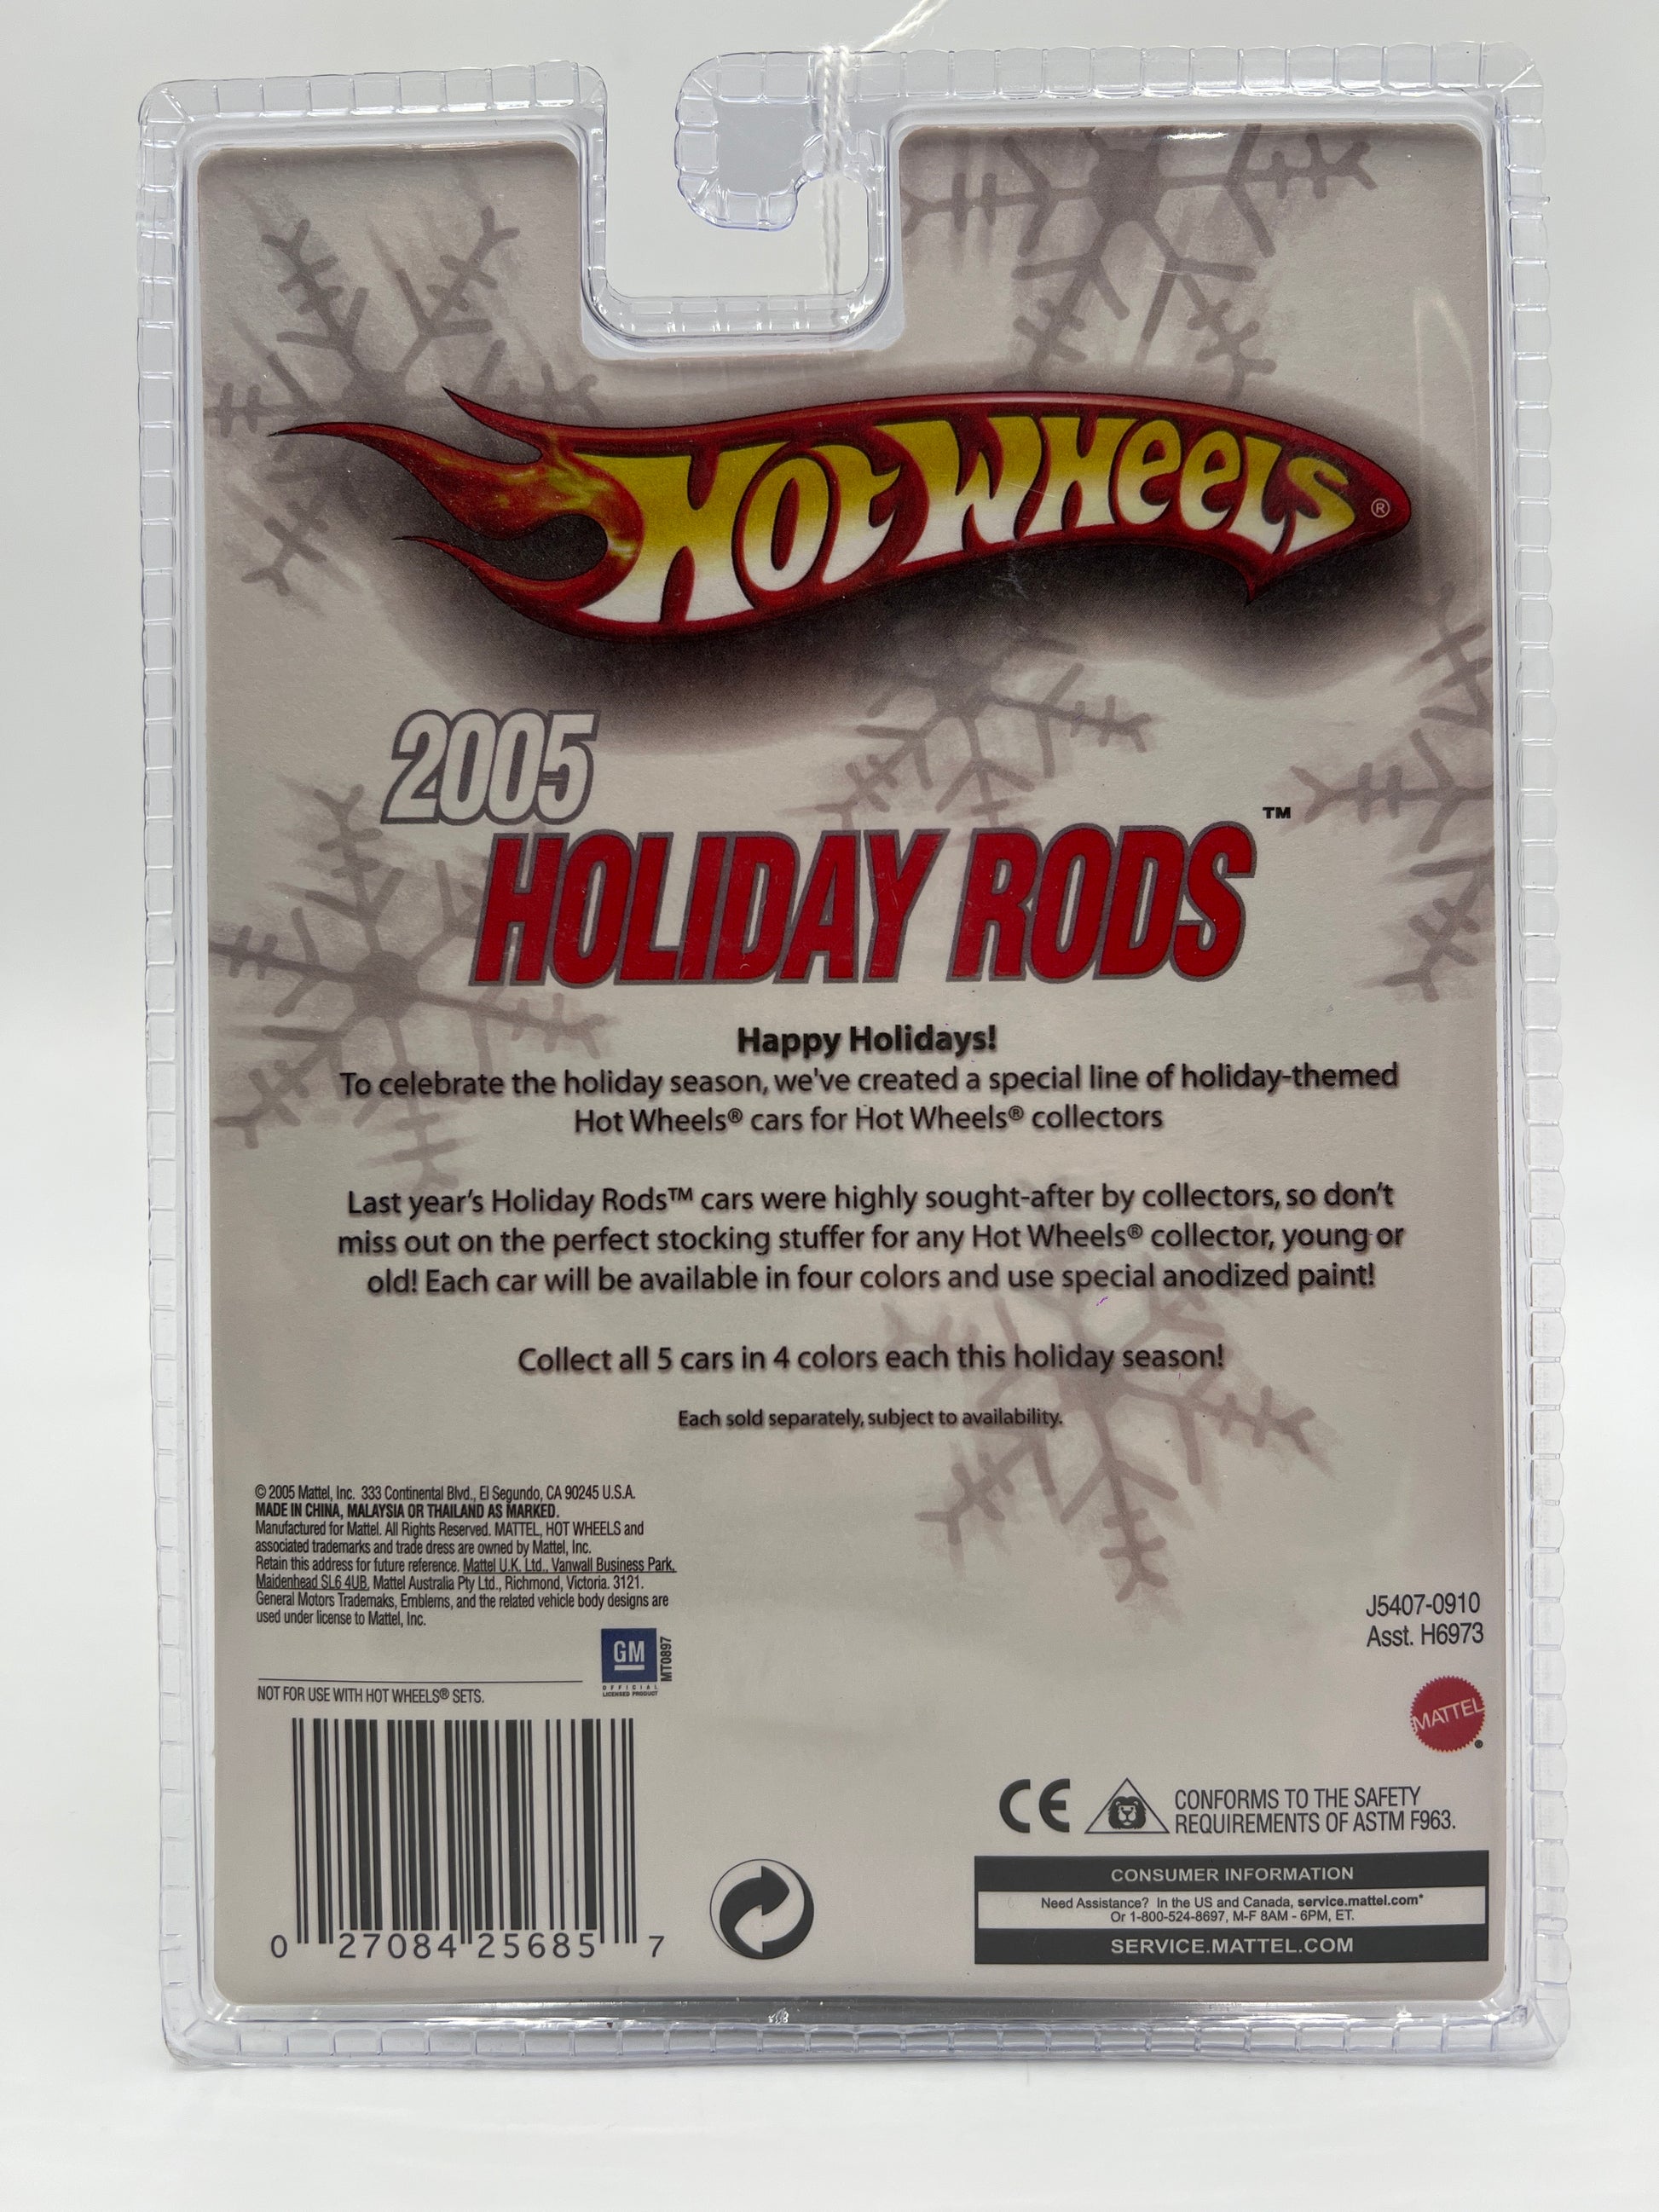 HOT WHEELS ®
2005
HOLIDAY RODS ™
Happy Holidays!
To celebrate the holiday season, we've created a special line of holiday-themed
Hot Wheels® cars for Hot Wheels® collectors
Last year's Holiday Rods™ cars were highly sought-after by collectors, so don't
miss out on the perfect stocking stuffer for any Hot Wheels® collector, young or
old! Each car will be available in four colors and use special anodized paint!
Collect all 5 cars in 4 colors each this holiday season!
Each sold separately, subject to availability.
© 2005 Mattel, Inc. 333 Continental Blvd., El Segundo, CA 90245 U.S.A.
MADE IN CHINA, MALAYSIA OR THAILAND AS MARKED.
Manufactured for Mattel. All Rights Reserved. MATTEL, HOT WHEELS and
associated trademarks and trade dress are owned by Mattel, Inc.
Retain this address for future reference. Mattel U.K. Ltd., Vanwall Business Park,
Maidenhead SL6 4UB. Mattel Australia Pty Ltd., Richmond, Victoria. 3121.
General Motors Trademaks, Emblems, and the related vehicle body designs are
used under license to Mattel, Inc.
GM
OFFICIAL
LICENSED PRODUCT
MT0897
NOT FOR USE WITH HOT WHEELS® SETS.
0 27084 25685 7
J5407-0910
Asst. H6973
MATTEL ®
CE
CONFORMS TO THE SAFETY
REQUIREMENTS OF ASTM F963.
CONSUMER INFORMATION
Need Assistance? In the US and Canada, service.mattel.com*
Or 1-800-524-8697, M-F 8AM - 6PM, ET.
SERVICE.MATTEL.COM